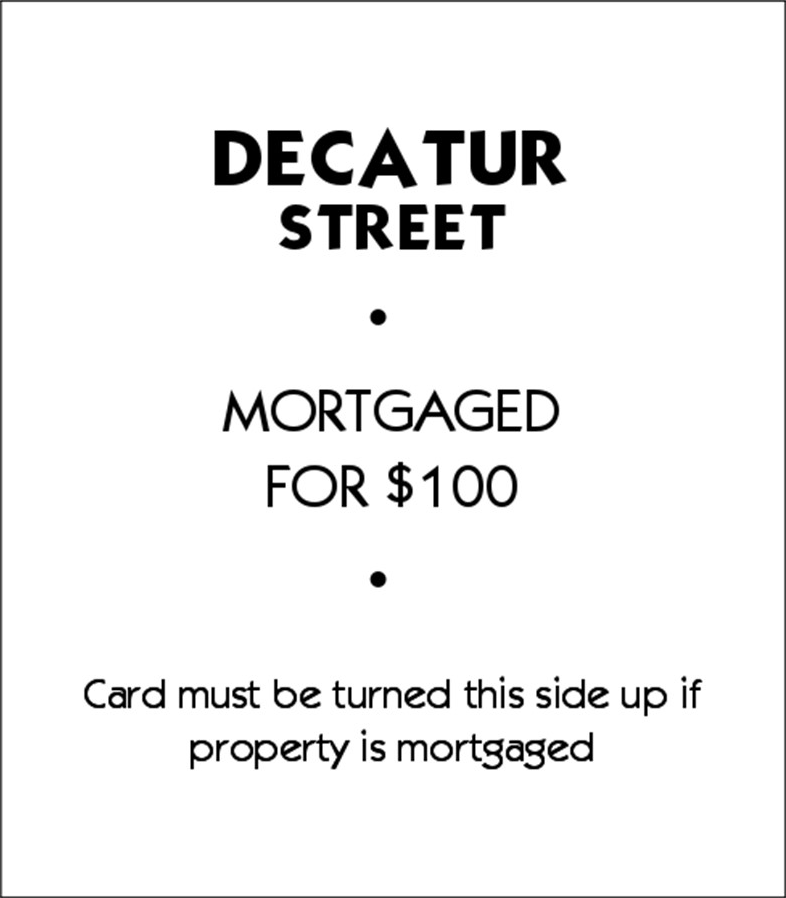 DECATUR
STREET
•
MORTGAGED
FOR $100
•
Card must be turned this side up if
property is mortgaged